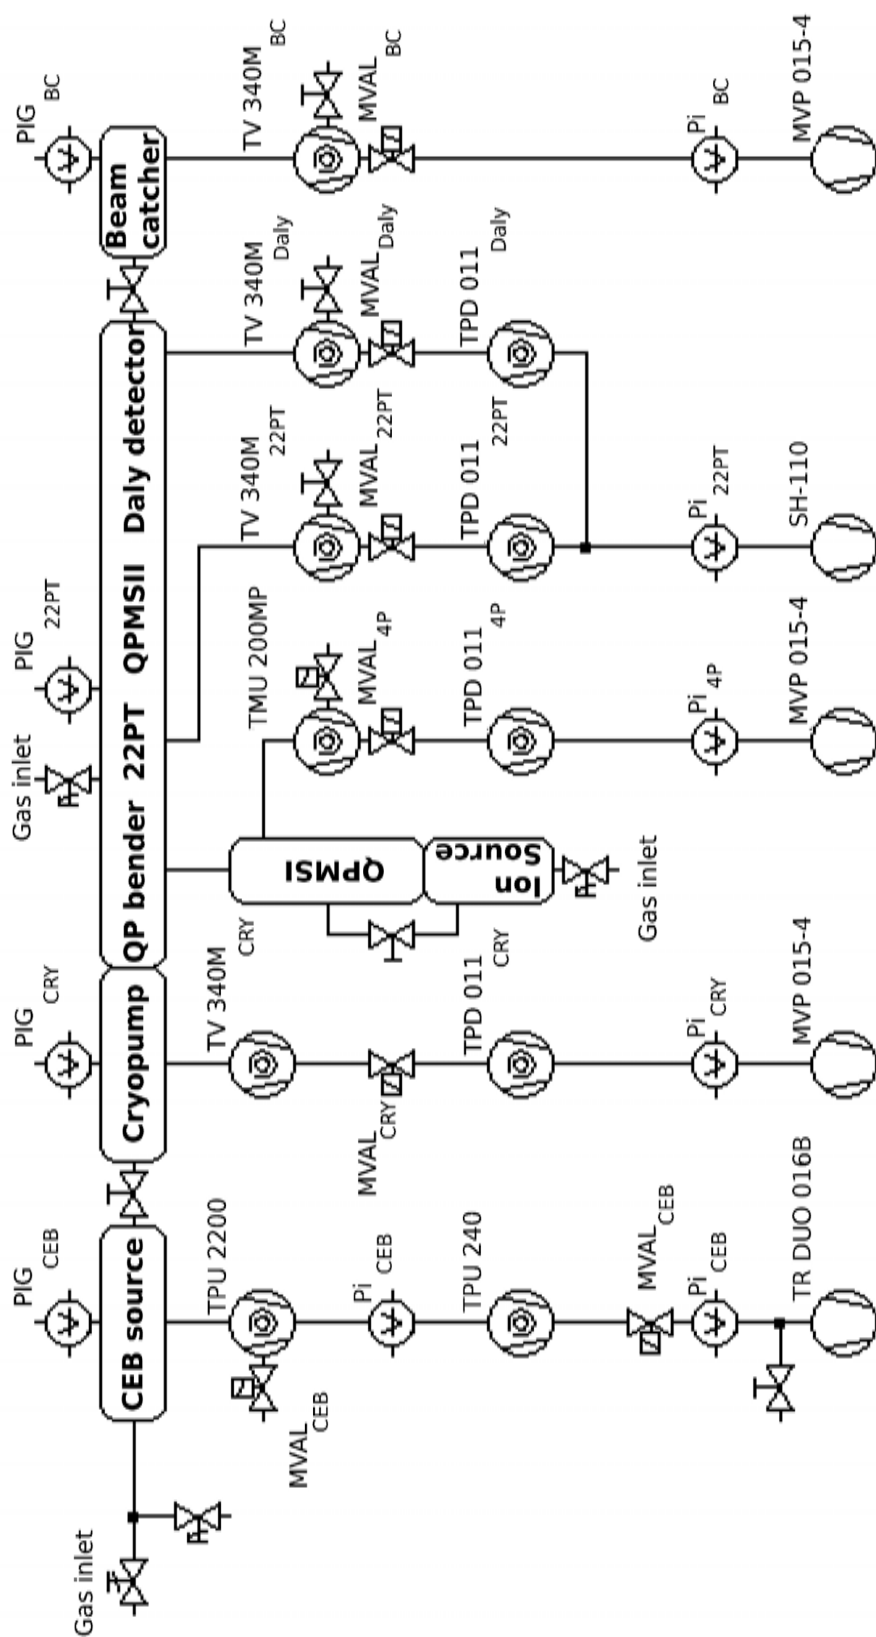 Gas inlet
PIG CEB
CEB source
TPU 2200
MVAL CEB
Pi CEB
TPU 240
MVAL CEB
Pi CEB
TR DUO 016B
PIG CRY
Cryopump
TV 340M CRY
MVAL CRY
TPD 011 CRY
Pi CRY
MVP 015-4
Gas inlet
PIG 22PT
QP bender 22PT QPMSII Daly detector
QPMSI
Ion Source
Gas inlet
TMU 200MP
MVAL 4P
TPD 011 4P
Pi 4P
MVP 015-4
TV 340M 22PT
MVAL 22PT
TPD 011 22PT
Pi 22PT
SH-110
TV 340M Daly
MVAL Daly
TPD 011 Daly
PIG BC
Beam
catcher
TV 340M BC
MVAL BC
Pi BC
MVP 015-4